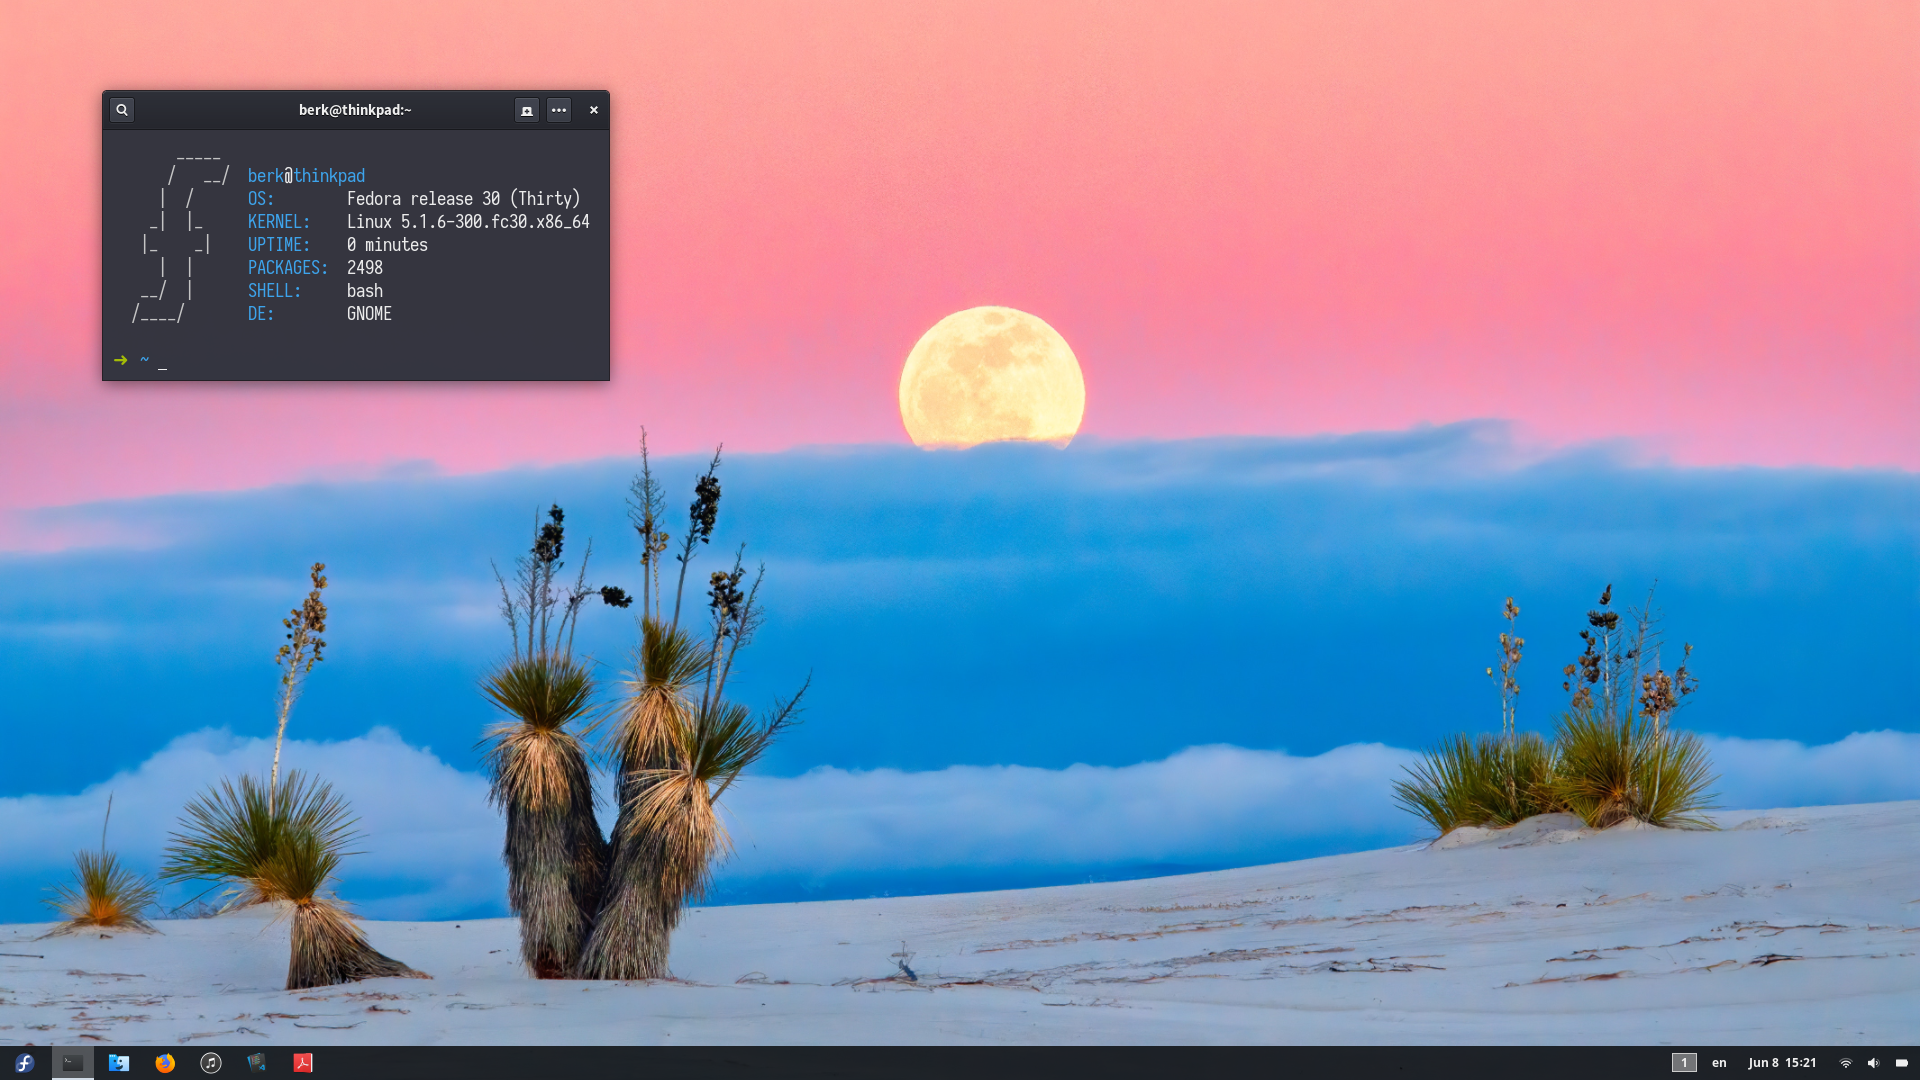 berk@thinkpad:~
berk@thinkpad
OS: Fedora release 30 (Thirty)
KERNEL: Linux 5.1.6-300.fc30.x86_64
UPTIME: 0 minutes
PACKAGES: 2498
SHELL: bash
DE: GNOME
➜ ~ _
1 en Jun 8 15:21